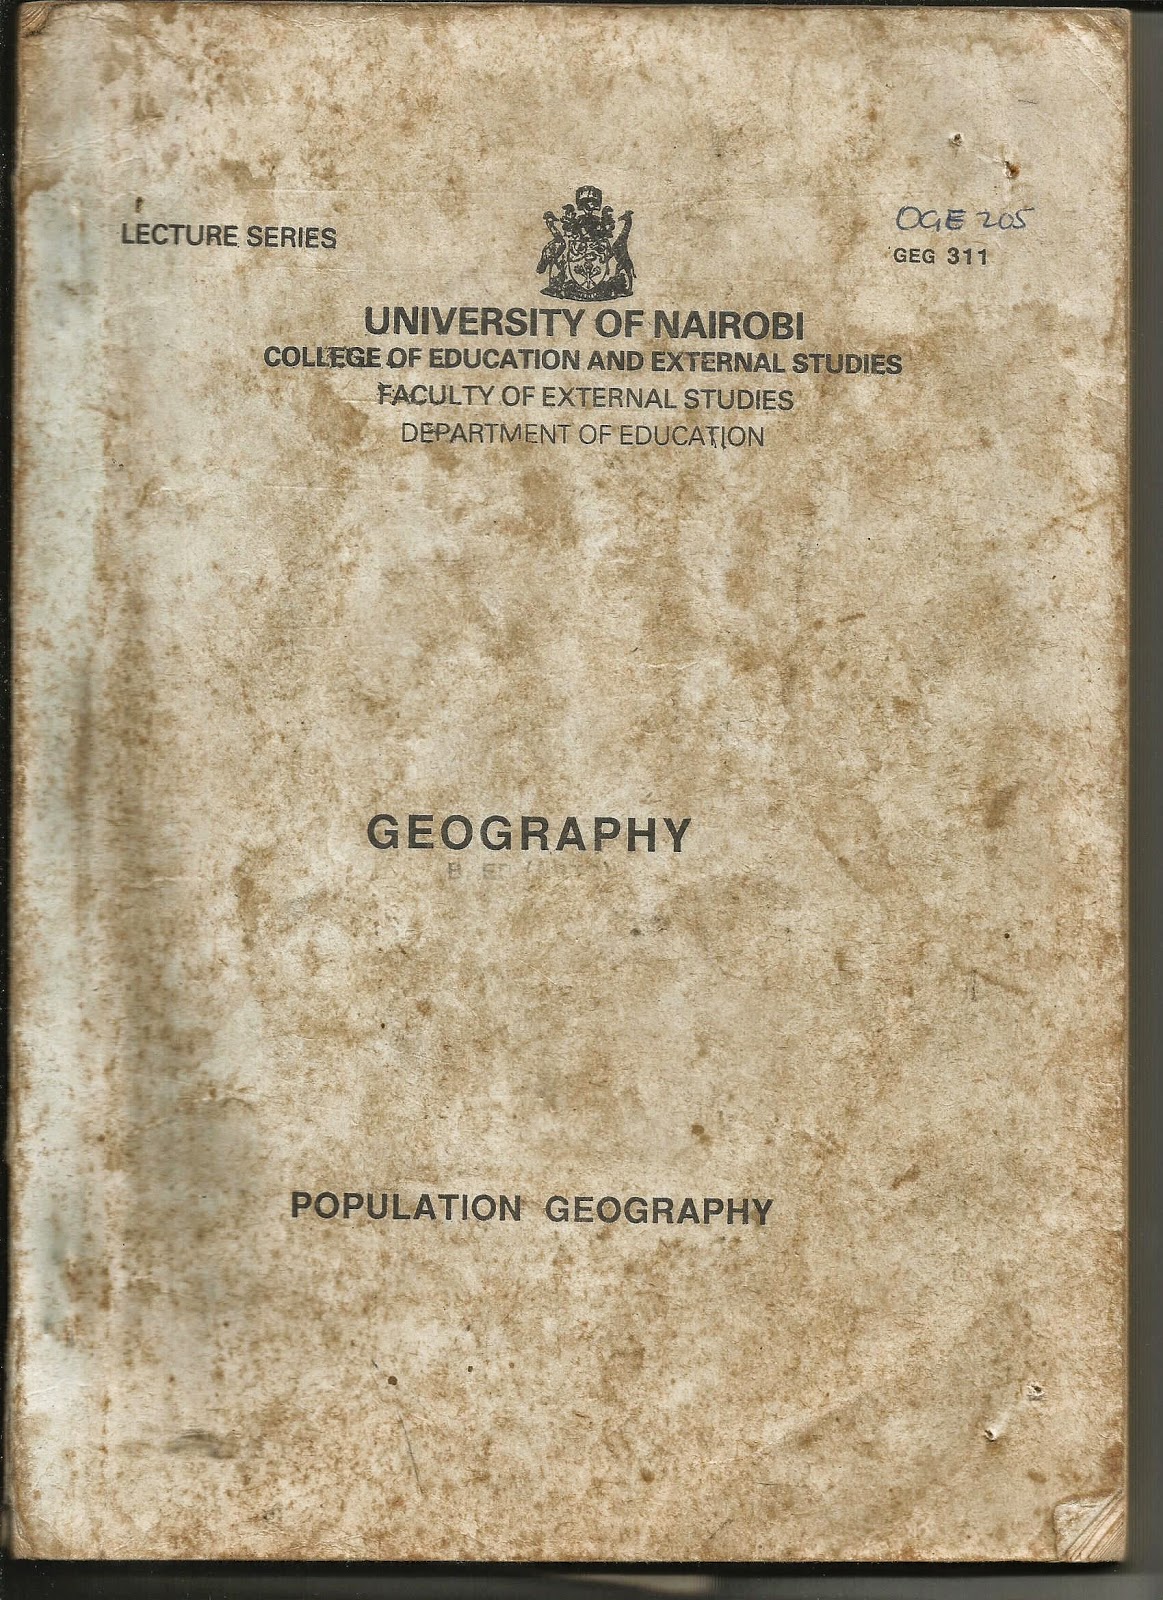 LECTURE SERIES
OGE 205
GEG 311
UNIVERSITY OF NAIROBI
COLLEGE OF EDUCATION AND EXTERNAL STUDIES
FACULTY OF EXTERNAL STUDIES
DEPARTMENT OF EDUCATION
GEOGRAPHY
POPULATION GEOGRAPHY